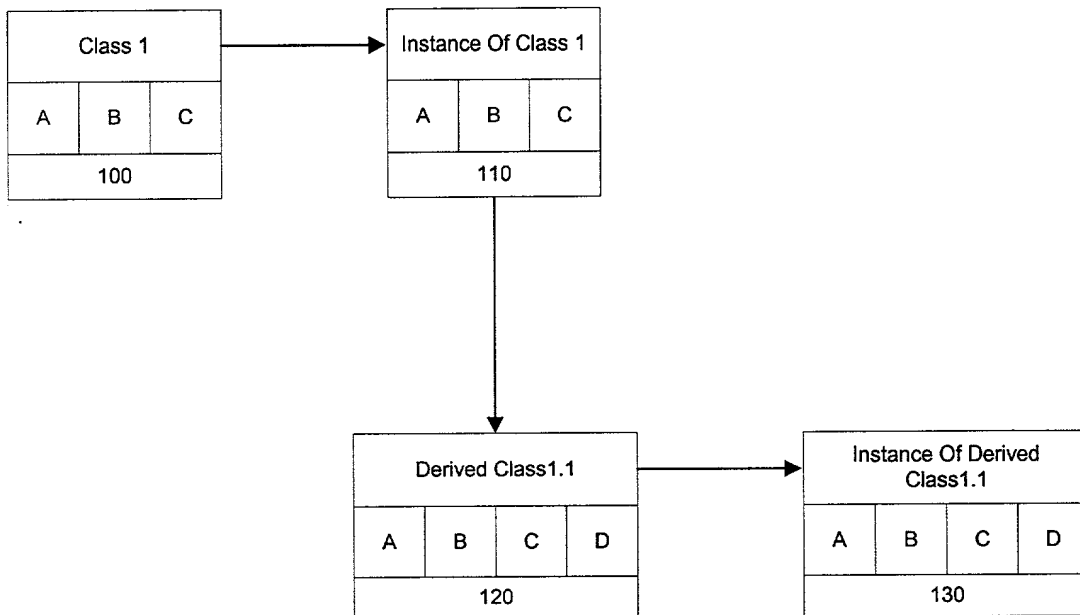 Class 1
A B C
100
Instance Of Class 1
A B C
110
Derived Class1.1
A B C D
120
Instance Of Derived
Class1.1
A B C D
130